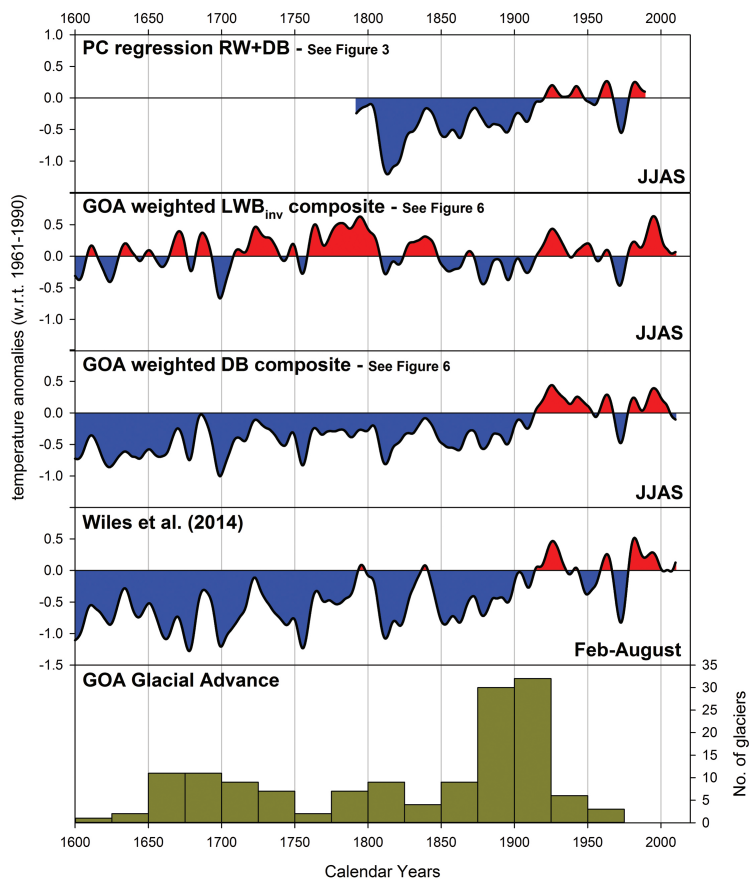 1600 1650 1700 1750 1800 1850 1900 1950 2000
1.0
PC regression RW+DB - See Figure 3
0.5
0.0
-0.5
-1.0
JJAS
GOA weighted LWBinv composite - See Figure 6
0.5
0.0
-0.5
-1.0
JJAS
GOA weighted DB composite - See Figure 6
0.5
0.0
-0.5
-1.0
JJAS
Wiles et al. (2014)
0.5
0.0
-0.5
-1.0
-1.5
Feb-August
temperature anomalies (w.r.t. 1961-1990)
GOA Glacial Advance
35
30
25
20
15
10
5
0
No. of glaciers
1600 1650 1700 1750 1800 1850 1900 1950 2000
Calendar Years